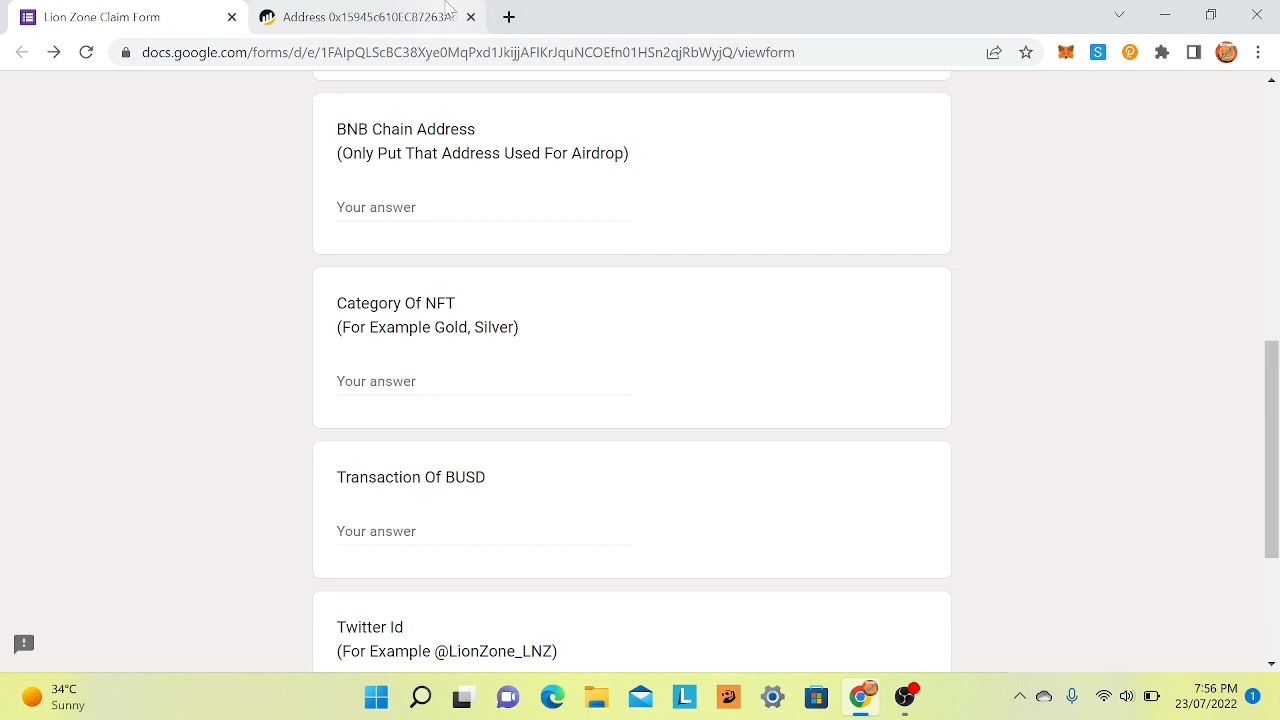 Lion Zone Claim Form
Address 0x15945c610EC87263A
docs.google.com/forms/d/e/1FAIpQLScBC38Xye0MqPxd1JkijjAFIKrJquNCOEfn01HSn2qjRbWyjQ/viewform
BNB Chain Address
(Only Put That Address Used For Airdrop)
Your answer
Category Of NFT
(For Example Gold, Silver)
Your answer
Transaction Of BUSD
Your answer
Twitter Id
(For Example @LionZone_LNZ)
34°C
Sunny
7:56 PM
23/07/2022
1